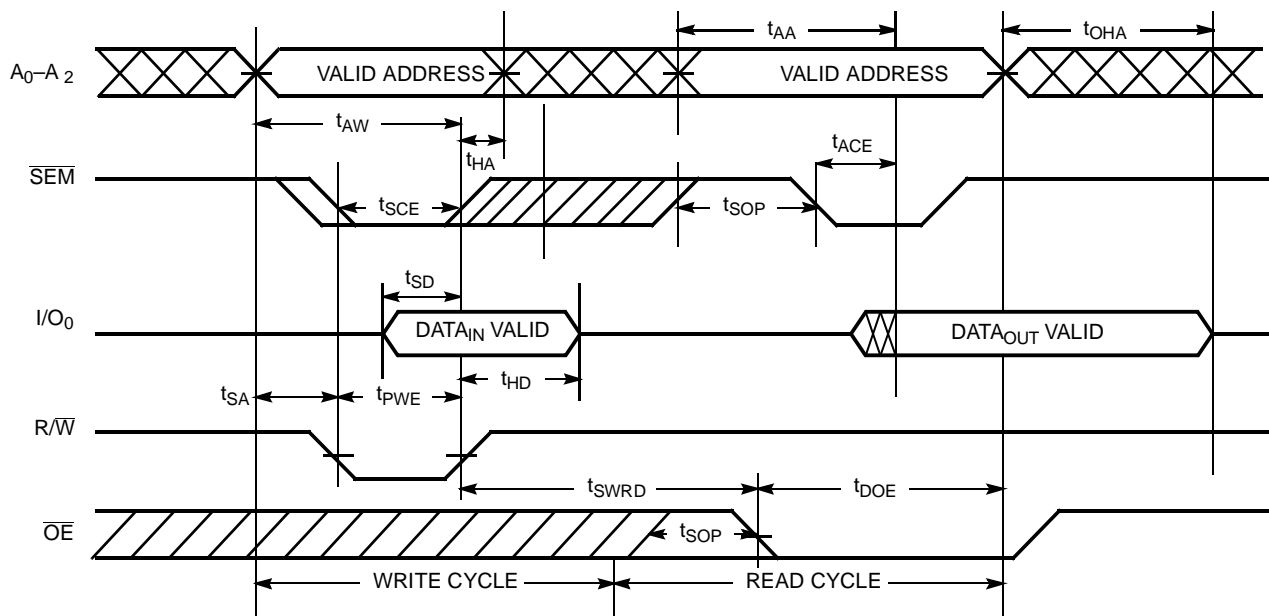 tAA
tOHA
A0–A 2
VALID ADDRESS
VALID ADDRESS
tAW
tHA
tACE
SEM
tSCE
tSOP
tSD
I/O0
DATAIN VALID
DATAOUT VALID
tHD
tSA
tPWE
R/W
tSWRD
tDOE
OE
tSOP
WRITE CYCLE
READ CYCLE